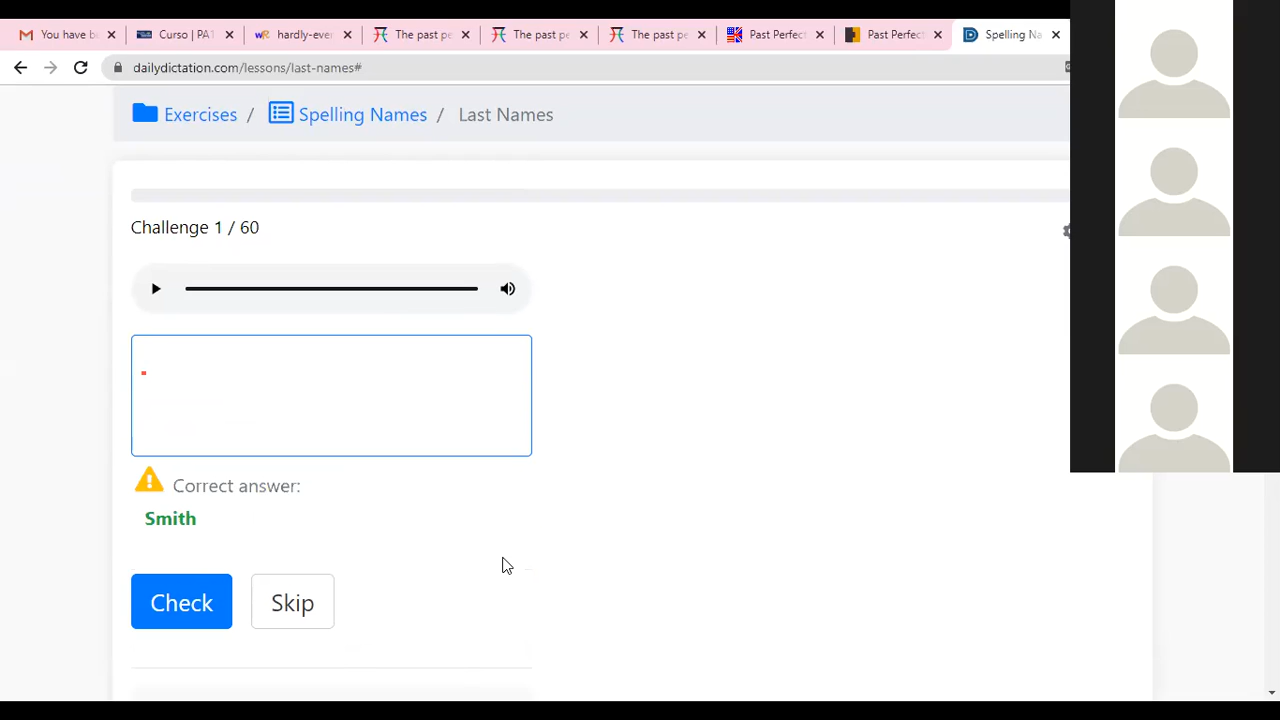 You have b
Curso | PA1
hardly-ever
The past pe
The past pe
The past pe
Past Perfect
Past Perfect
Spelling Na
dailydictation.com/lessons/last-names#
Exercises / Spelling Names / Last Names
Challenge 1 / 60
Correct answer:
Smith
Check
Skip